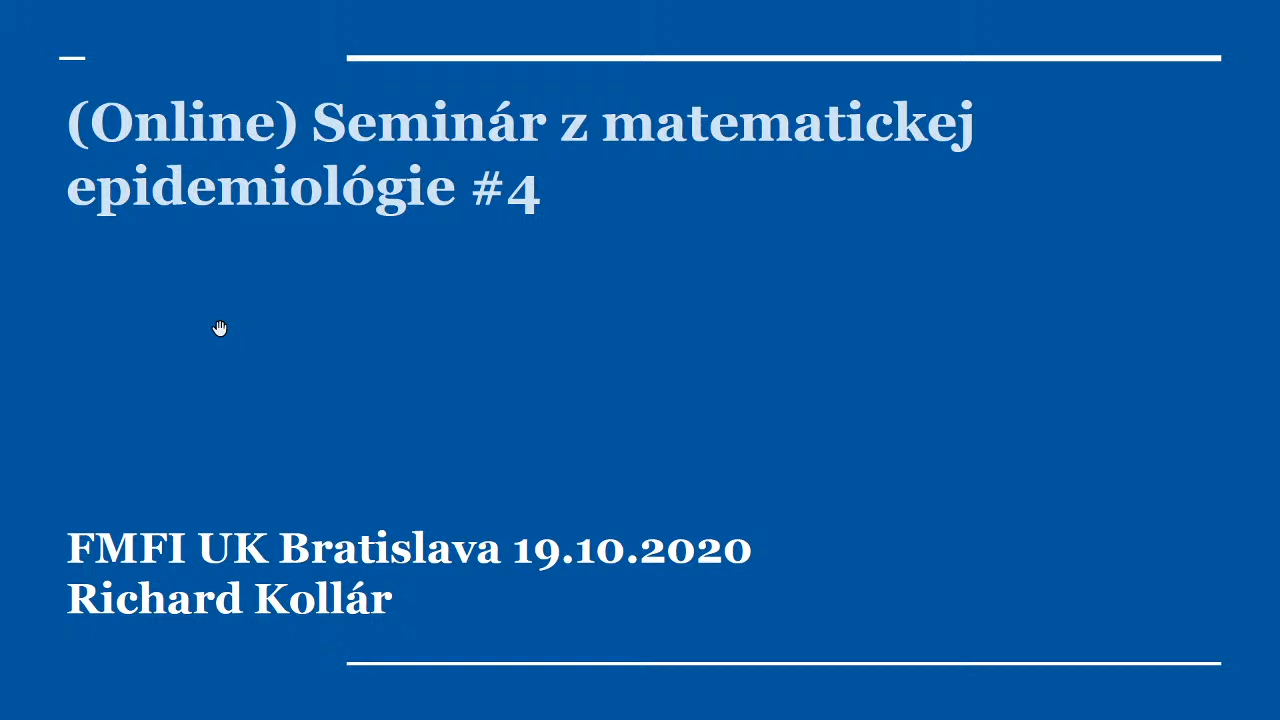 (Online) Seminár z matematickej
epidemiológie #4
FMFI UK Bratislava 19.10.2020
Richard Kollár